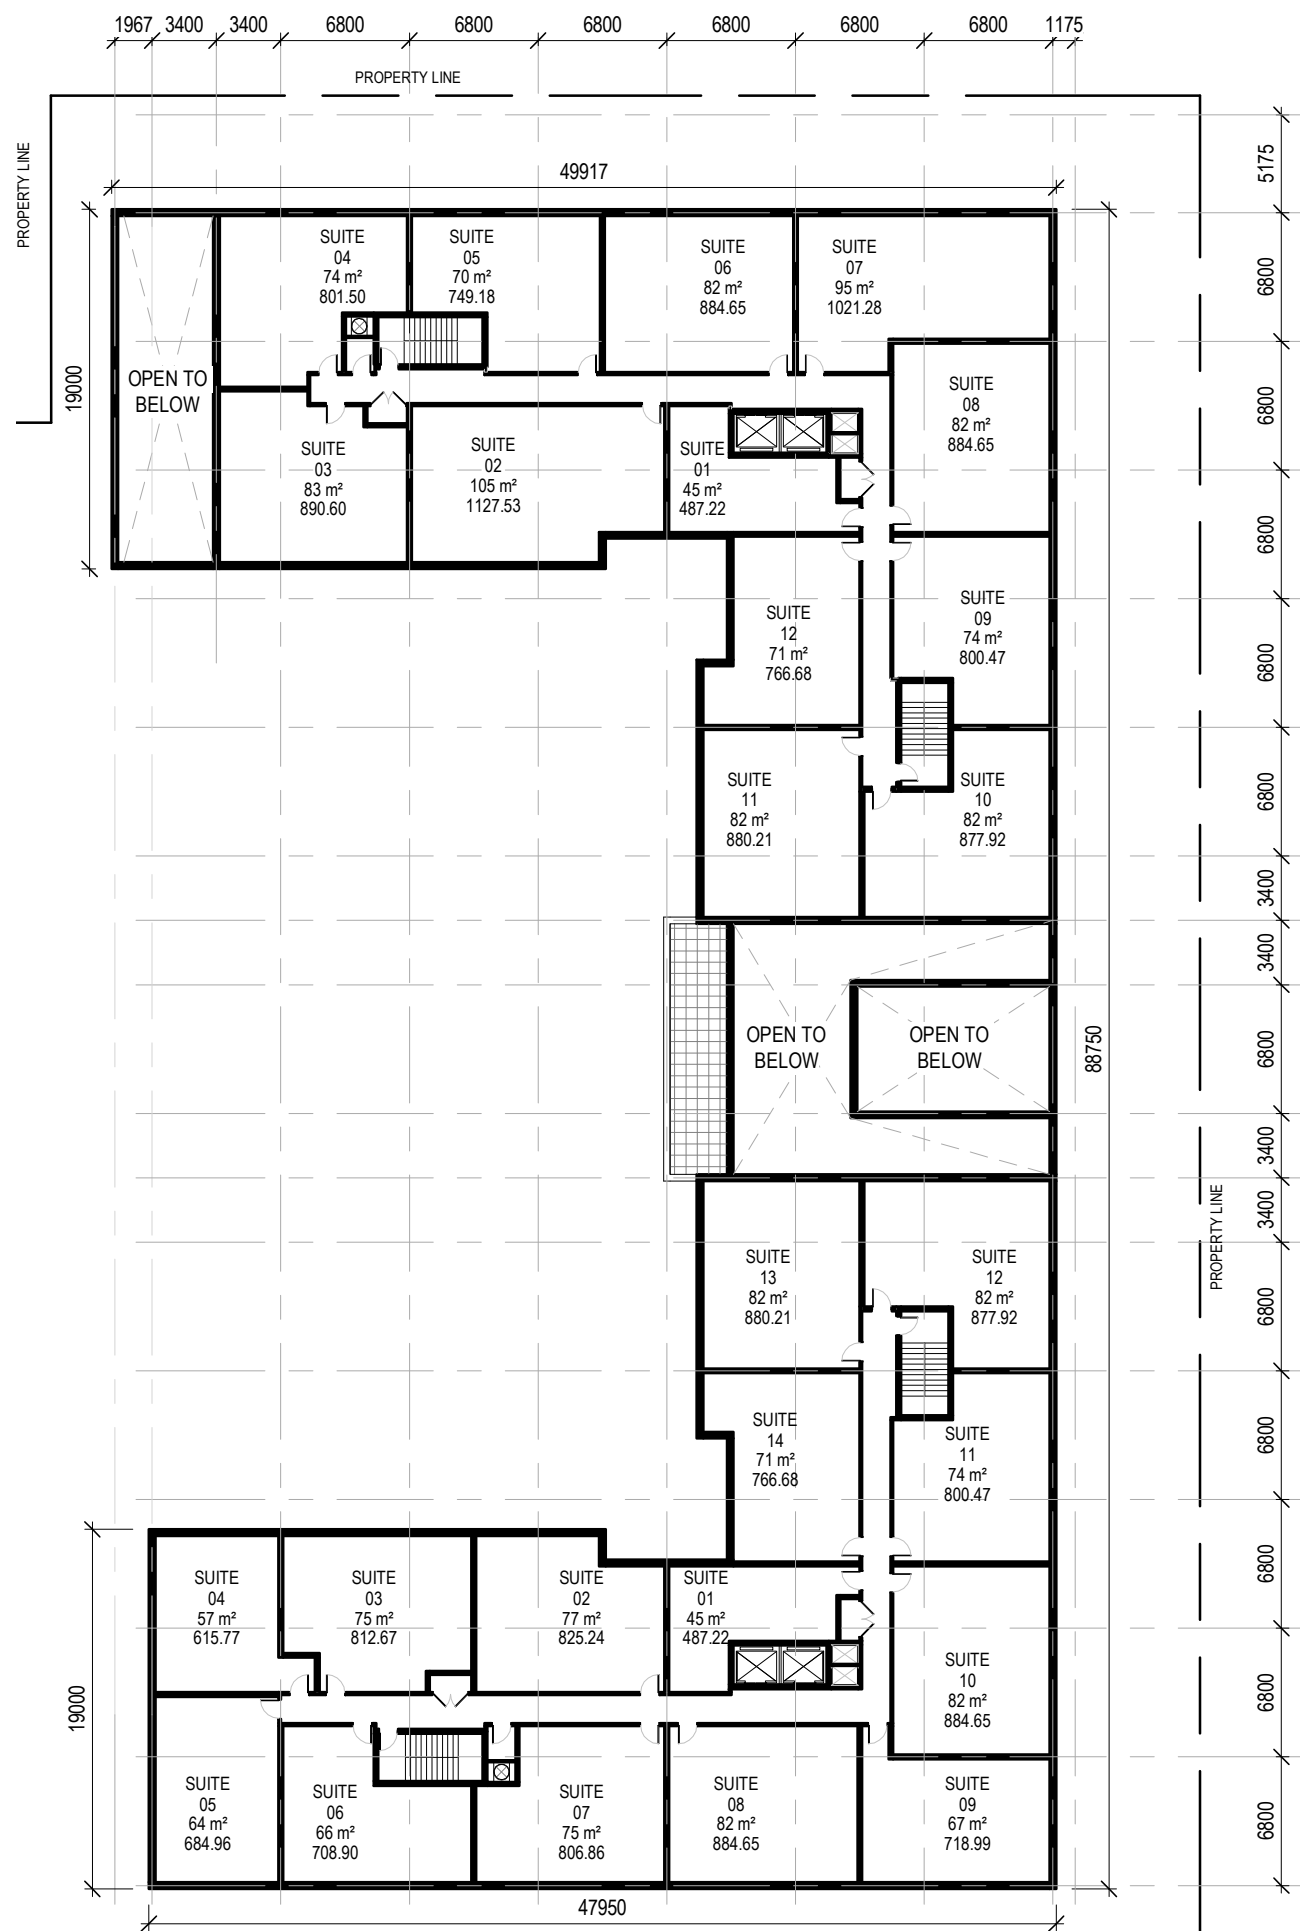 1967 3400 3400 6800 6800 6800 6800 6800 6800 1175
PROPERTY LINE
PROPERTY LINE
5175
49917
6800
6800
6800
6800
6800
3400
3400
6800
3400
3400
6800
6800
6800
6800
6800
19000
88750
SUITE
04
74 m²
801.50
SUITE
05
70 m²
749.18
SUITE
06
82 m²
884.65
SUITE
07
95 m²
1021.28
OPEN TO
BELOW
SUITE
08
82 m²
884.65
SUITE
03
83 m²
890.60
SUITE
02
105 m²
1127.53
SUITE
01
45 m²
487.22
SUITE
12
71 m²
766.68
SUITE
09
74 m²
800.47
SUITE
11
82 m²
880.21
SUITE
10
82 m²
877.92
OPEN TO
BELOW
OPEN TO
BELOW
PROPERTY LINE
SUITE
13
82 m²
880.21
SUITE
12
82 m²
877.92
SUITE
14
71 m²
766.68
SUITE
11
74 m²
800.47
19000
SUITE
04
57 m²
615.77
SUITE
03
75 m²
812.67
SUITE
02
77 m²
825.24
SUITE
01
45 m²
487.22
SUITE
10
82 m²
884.65
SUITE
05
64 m²
684.96
SUITE
06
66 m²
708.90
SUITE
07
75 m²
806.86
SUITE
08
82 m²
884.65
SUITE
09
67 m²
718.99
47950